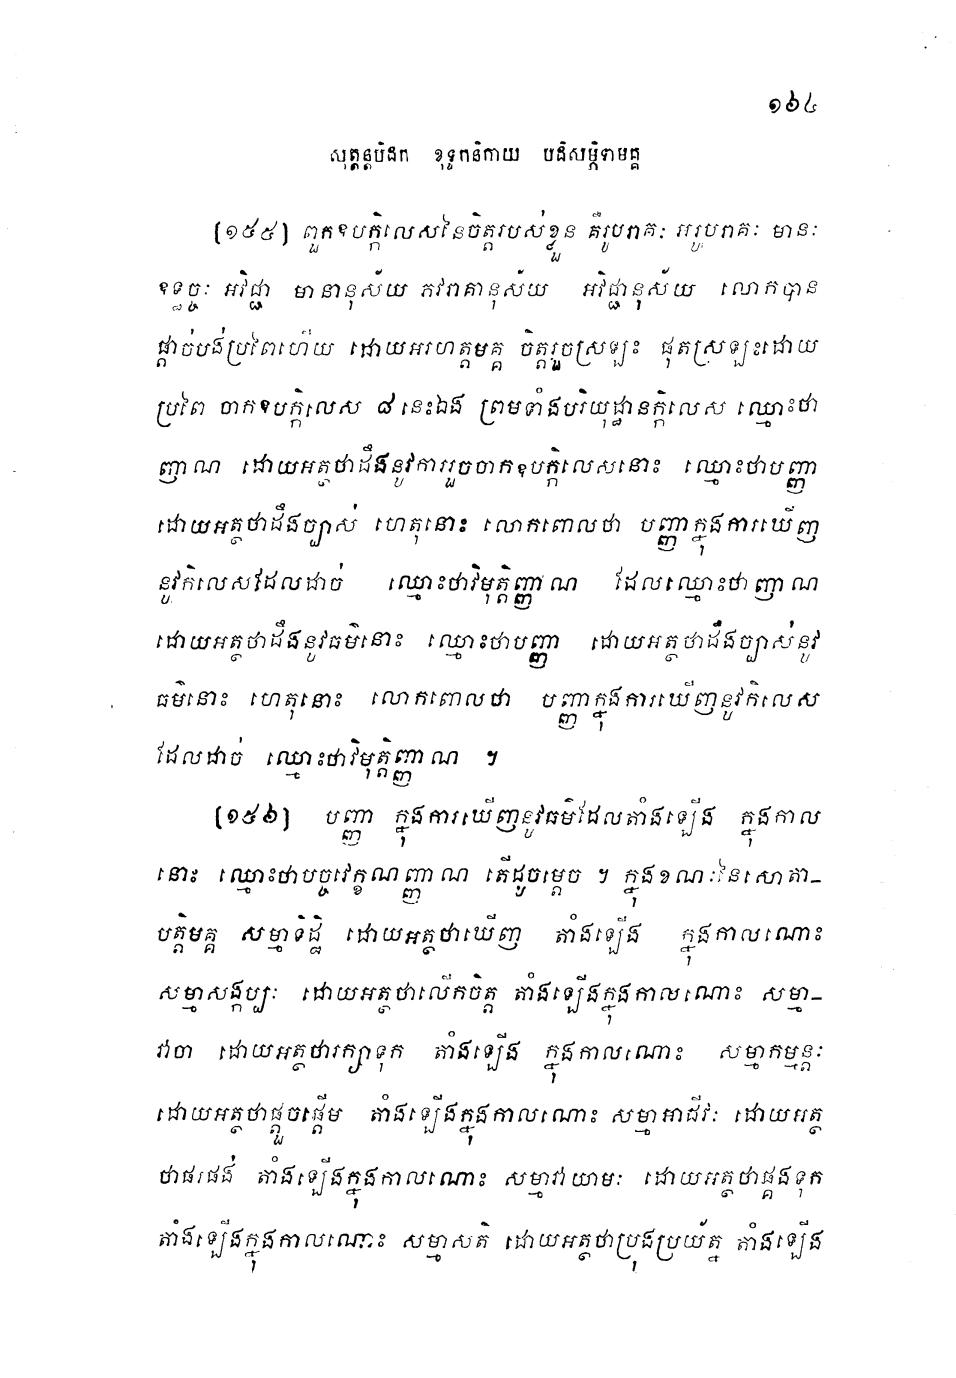 ១៦៤
សុត្តន្តបិដក ខុទ្ទកនិកាយ បដិសម្ភិទាមគ្គ
[១៥៥] ពួកឧបក្កិលេសនៃចិត្តរបស់ខ្លួន គឺរូបរាគៈ អរូបរាគៈ មានៈ
ឧទ្ធច្ចៈ អវិជ្ជា មានានុស័យ ភវរាគានុស័យ អវិជ្ជានុស័យ លោកបាន
ផ្តាច់បង់ប្រពៃហើយ ដោយអរហត្តមគ្គ ចិត្តរួចស្រឡះ ផុតស្រឡះដោយ
ប្រពៃ ចាកឧបក្កិលេស ៨ នេះឯង ព្រមទាំងបរិយុដ្ឋានក្កិលេស ឈ្មោះថា
ញាណ ដោយអត្ថថាដឹងនូវការរួចចាកឧបក្កិលេសនោះ ឈ្មោះថាបញ្ញា
ដោយអត្ថថាដឹងច្បាស់ ហេតុនោះ លោកពោលថា បញ្ញាក្នុងការឃើញ
នូវកិលេសដែលដាច់ ឈ្មោះថាវិមុត្តិញ្ញាណ ដែលឈ្មោះថាញាណ
ដោយអត្ថថាដឹងនូវធម៌នោះ ឈ្មោះថាបញ្ញា ដោយអត្ថថាដឹងច្បាស់នូវ
ធម៌នោះ ហេតុនោះ លោកពោលថា បញ្ញាក្នុងការឃើញនូវកិលេស
ដែលដាច់ ឈ្មោះថាវិមុត្តិញ្ញាណ ។
[១៥៦] បញ្ញា ក្នុងការឃើញនូវធម៌ដែលតាំងឡើង ក្នុងកាល
នោះ ឈ្មោះថាបច្ចវេក្ខណញ្ញាណ តើដូចម្តេច ។ ក្នុងខណៈនៃសោតា-
បត្តិមគ្គ សម្មាទិដ្ឋិ ដោយអត្ថថាឃើញ តាំងឡើង ក្នុងកាលណោះ
សម្មាសង្កប្បៈ ដោយអត្ថថាលើកចិត្ត តាំងឡើងក្នុងកាលណោះ សម្មា-
វាចា ដោយអត្ថថារក្សាទុក តាំងឡើង ក្នុងកាលណោះ សម្មាកម្មន្តៈ
ដោយអត្ថថាផ្តួចផ្តើម តាំងឡើងក្នុងកាលណោះ សម្មាអាជីវៈ ដោយអត្ថ
ថាផរផង់ តាំងឡើងក្នុងកាលណោះ សម្មាវាយាមៈ ដោយអត្ថថាផ្គងទុក
តាំងឡើងក្នុងកាលណោះ សម្មាសតិ ដោយអត្ថថាប្រុងប្រយ័ត្ន តាំងឡើង